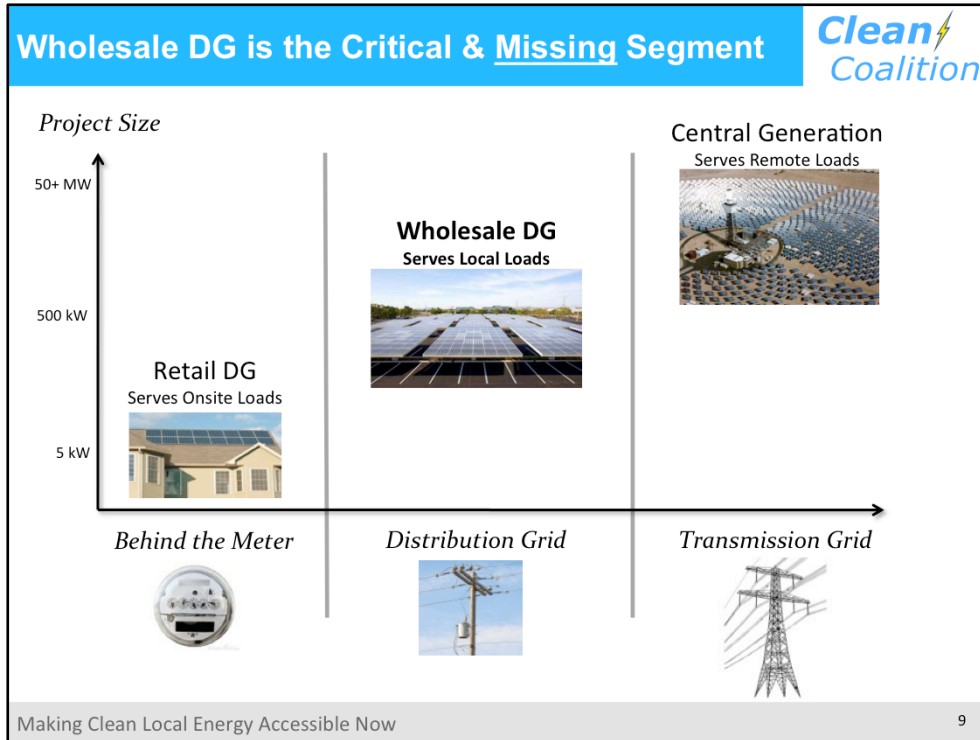 Wholesale DG is the Critical & Missing Segment
Clean
Coalition
Project Size
50+ MW
500 kW
5 kW
Retail DG
Serves Onsite Loads
Wholesale DG
Serves Local Loads
Central Generation
Serves Remote Loads
Behind the Meter
Distribution Grid
Transmission Grid
Making Clean Local Energy Accessible Now
9